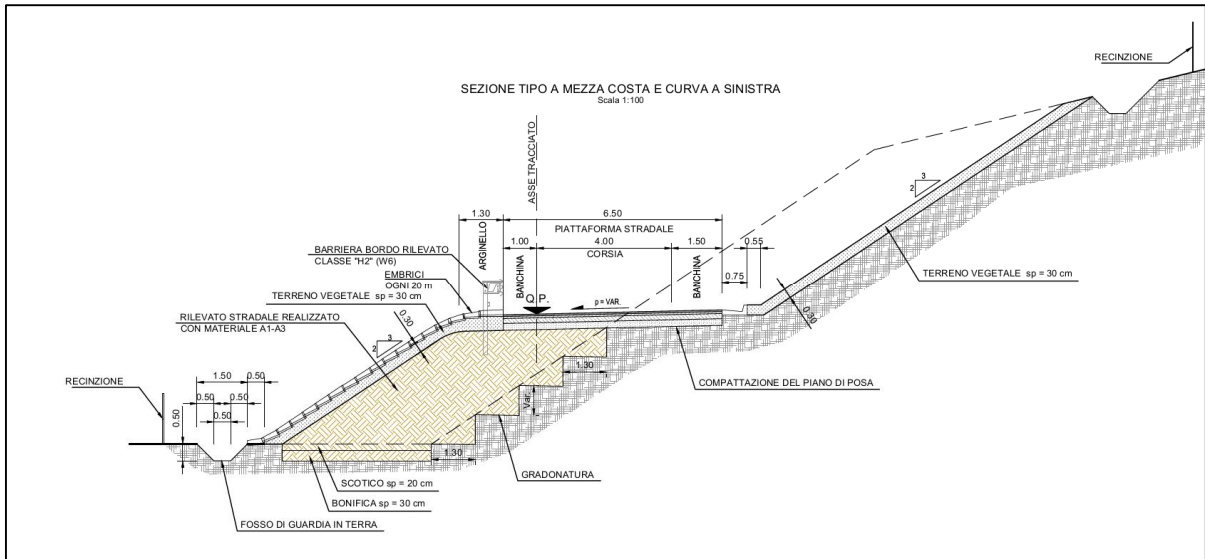 RECINZIONE
SEZIONE TIPO A MEZZA COSTA E CURVA A SINISTRA
Scala 1:100
ASSE TRACCIATO
3
2
1.30
6.50
PIATTAFORMA STRADALE
ARGINELLO
1.00
4.00
1.50
0.55
BARRIERA BORDO RILEVATO
CLASSE "H2" (W6)
BANCHINA
CORSIA
BANCHINA
0.75
EMBRICI
OGNI 20 m
TERRENO VEGETALE sp = 30 cm
TERRENO VEGETALE sp = 30 cm
Q.P.
p = VAR.
RILEVATO STRADALE REALIZZATO
CON MATERIALE A1-A3
0.30
0.30
3
2
1.30
COMPATTAZIONE DEL PIANO DI POSA
RECINZIONE
1.50
0.50
0.50
0.50
0.50
0.50
Var.
1.30
GRADONATURA
SCOTICO sp = 20 cm
BONIFICA sp = 30 cm
FOSSO DI GUARDIA IN TERRA